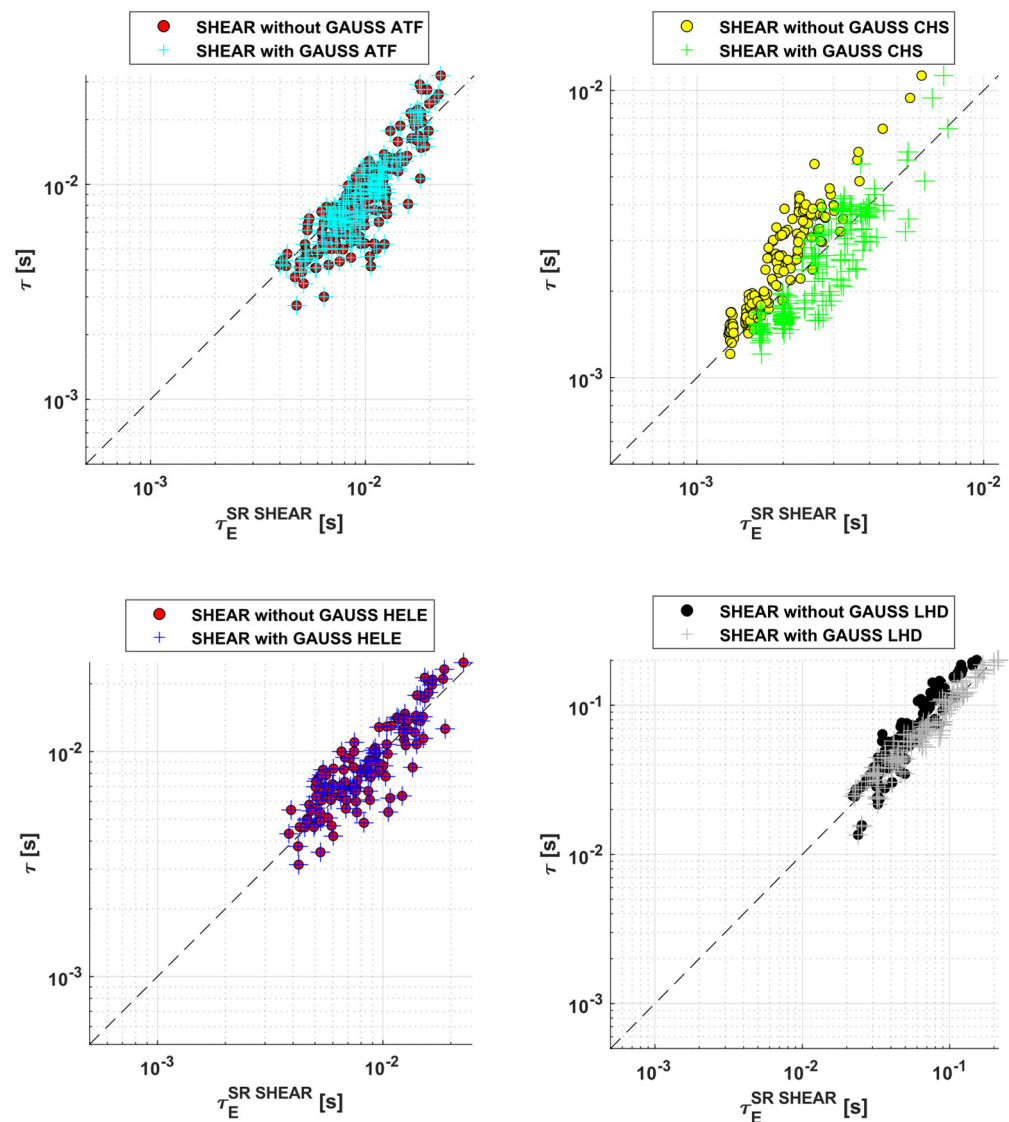 SHEAR without GAUSS ATF
SHEAR with GAUSS ATF
10⁻²
τ [s]
10⁻³
10⁻³ 10⁻²
τ_E^SR SHEAR [s]
SHEAR without GAUSS CHS
SHEAR with GAUSS CHS
10⁻²
τ [s]
10⁻³
10⁻³ 10⁻²
τ_E^SR SHEAR [s]
SHEAR without GAUSS HELE
SHEAR with GAUSS HELE
10⁻²
τ [s]
10⁻³
10⁻³ 10⁻²
τ_E^SR SHEAR [s]
SHEAR without GAUSS LHD
SHEAR with GAUSS LHD
10⁻¹
τ [s]
10⁻²
10⁻³
10⁻³ 10⁻² 10⁻¹
τ_E^SR SHEAR [s]